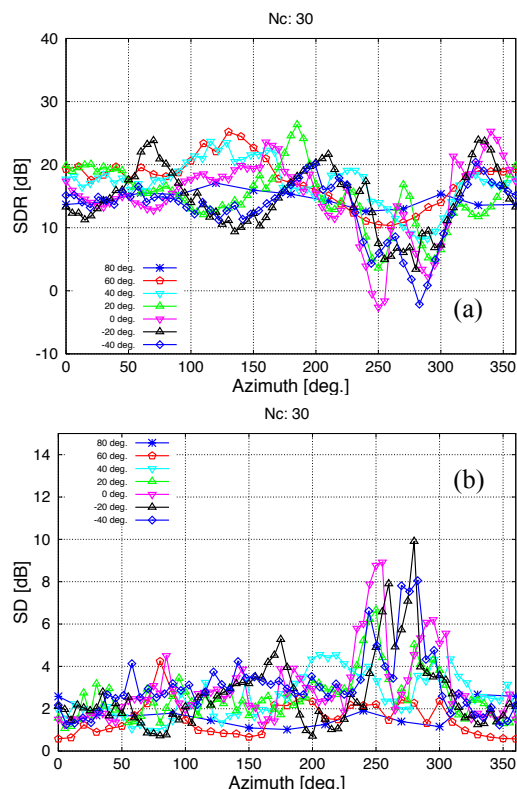 Nc: 30
40
30
20
10
0
-10
SDR [dB]
80 deg.
60 deg.
40 deg.
20 deg.
0 deg.
-20 deg.
-40 deg.
(a)
0 50 100 150 200 250 300 350
Azimuth [deg.]
Nc: 30
14
12
10
8
6
4
2
0
SD [dB]
80 deg.
60 deg.
40 deg.
20 deg.
0 deg.
-20 deg.
-40 deg.
(b)
0 50 100 150 200 250 300 350
Azimuth [deg.]